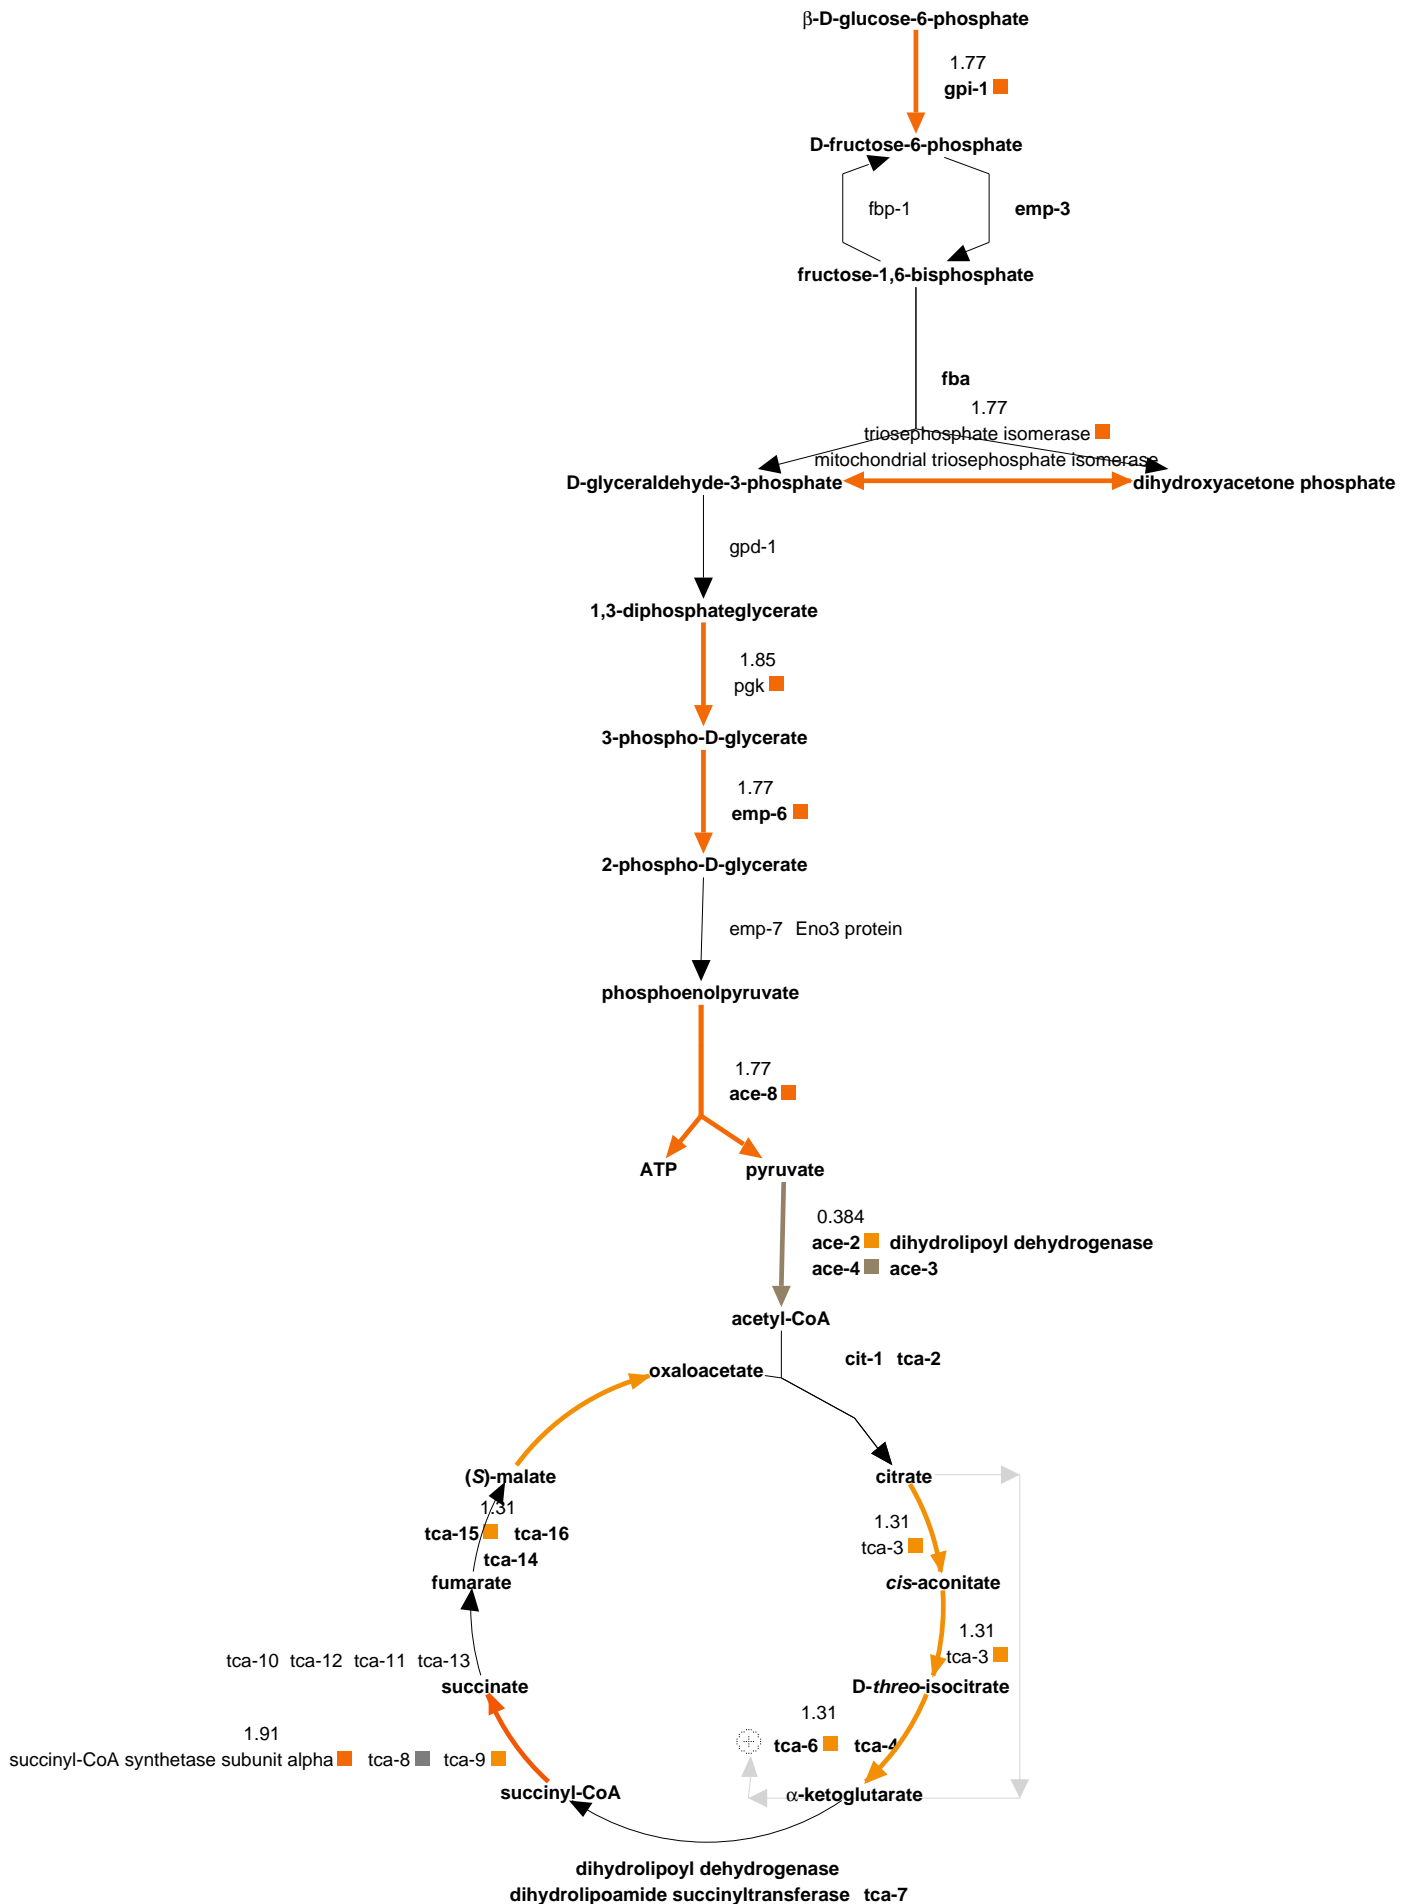 β-D-glucose-6-phosphate
1.77
gpi-1
D-fructose-6-phosphate
fbp-1 emp-3
fructose-1,6-bisphosphate
fba
1.77
triosephosphate isomerase
mitochondrial triosephosphate isomerase
D-glyceraldehyde-3-phosphate dihydroxyacetone phosphate
gpd-1
1,3-diphosphateglycerate
1.85
pgk
3-phospho-D-glycerate
1.77
emp-6
2-phospho-D-glycerate
emp-7 Eno3 protein
phosphoenolpyruvate
1.77
ace-8
ATP pyruvate
0.384
ace-2 dihydrolipoyl dehydrogenase
ace-4 ace-3
acetyl-CoA
cit-1 tca-2
oxaloacetate
(S)-malate citrate
1.31
tca-15 tca-16
tca-14
1.31
tca-3
fumarate cis-aconitate
1.31
tca-3
tca-10 tca-12 tca-11 tca-13
succinate D-threo-isocitrate
1.91
succinyl-CoA synthetase subunit alpha tca-8 tca-9
1.31
tca-6 tca-4
succinyl-CoA α-ketoglutarate
dihydrolipoyl dehydrogenase
dihydrolipoamide succinyltransferase tca-7